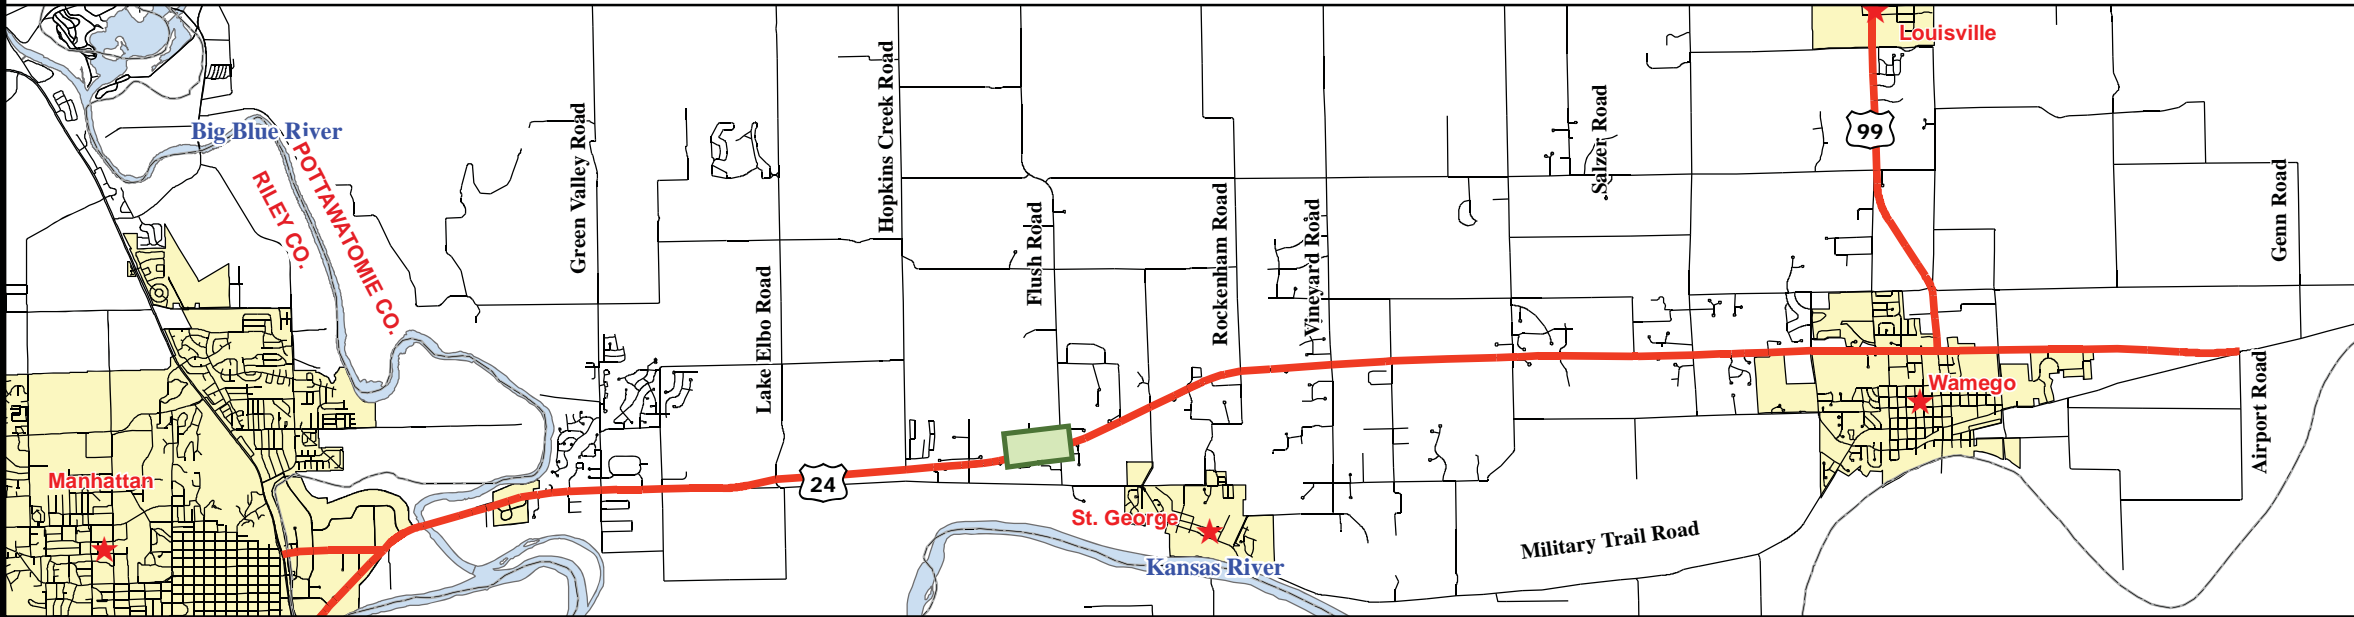 Louisville
99
Big Blue River
POTTAWATOMIE CO.
RILEY CO.
Green Valley Road
Hopkins Creek Road
Lake Elbo Road
Flush Road
Rockenham Road
Vineyard Road
Salzer Road
Genn Road
Airport Road
Wamego
Manhattan
24
St. George
Kansas River
Military Trail Road